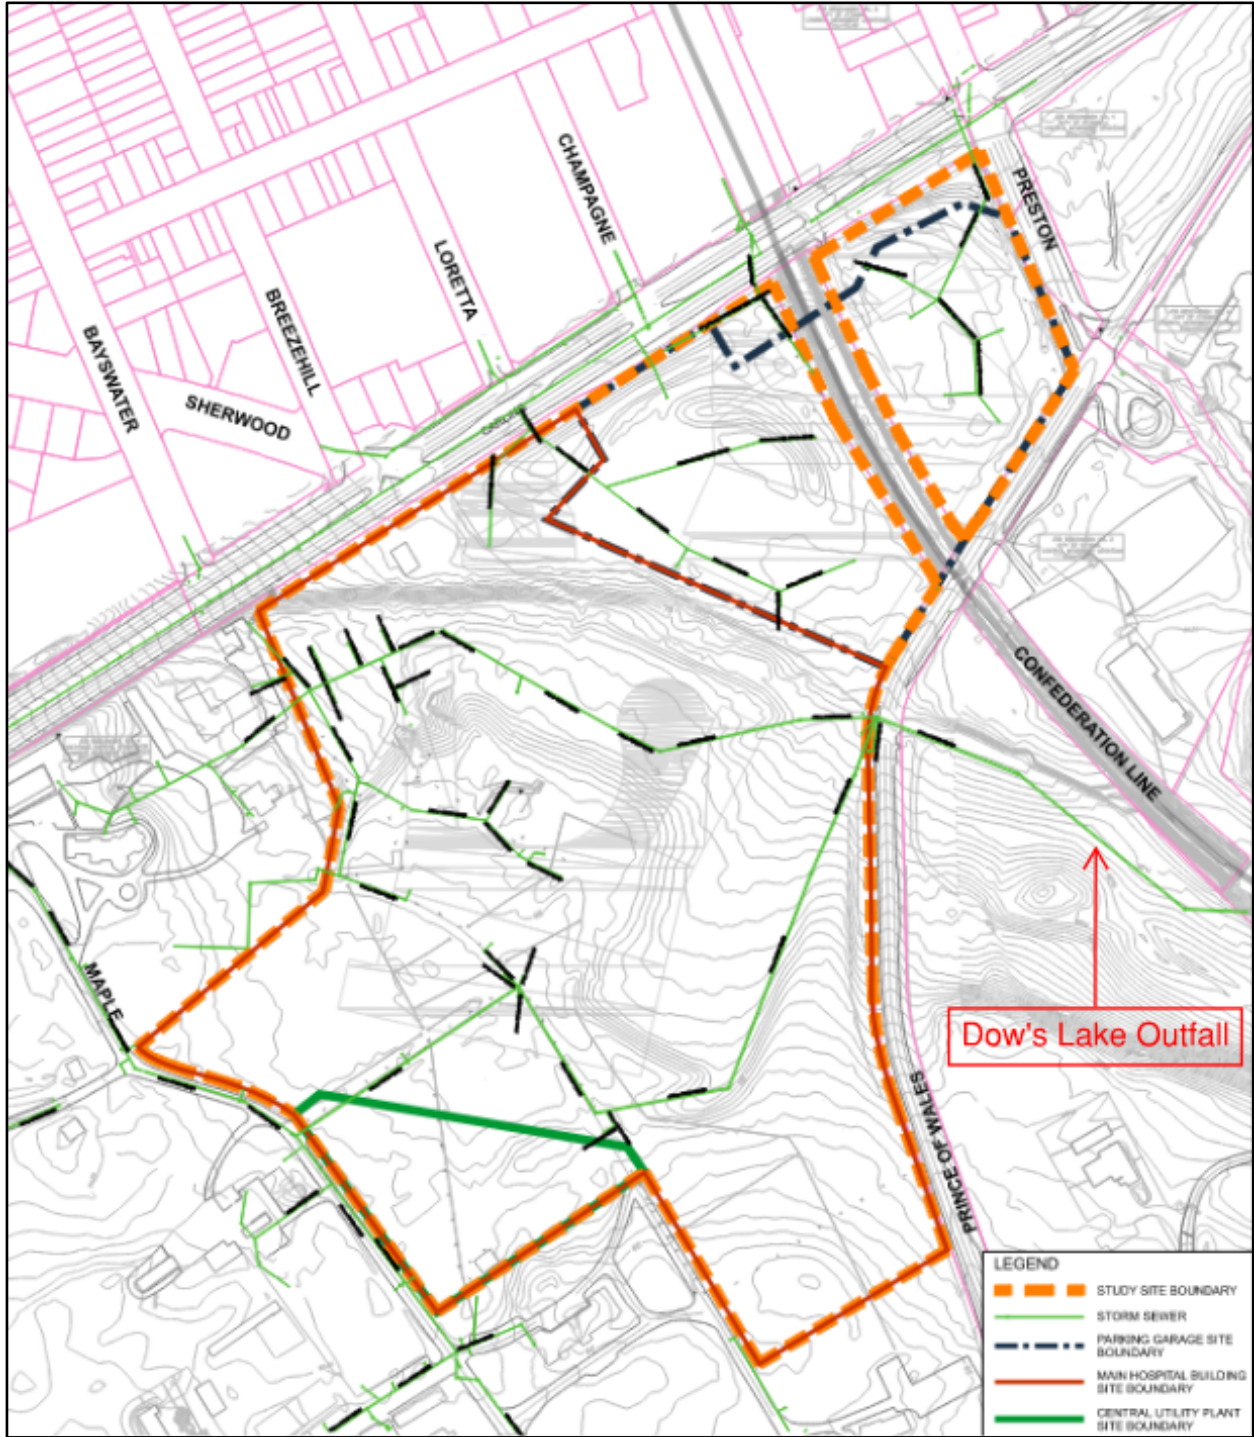 CHAMPAGNE
PRESTON
LORETTA
BREEZEHILL
BAYSWATER
SHERWOOD
CONFEDERATION LINE
MAPLE
Dow's Lake Outfall
PRINCE OF WALES
LEGEND
STUDY SITE BOUNDARY
STORM SEWER
PARKING GARAGE SITE
BOUNDARY
MAIN HOSPITAL BUILDING
SITE BOUNDARY
CENTRAL UTILITY PLANT
SITE BOUNDARY